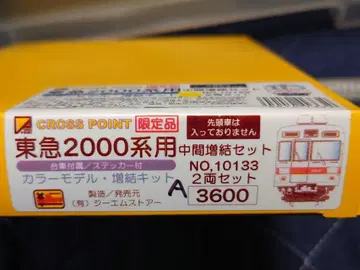 CROSS POINT 限定品
先頭車は
入っておりません
東急2000系用
中間増結セット
台車付属/ステッカー付
NO,10133
カラーモデル・増結キット
2両セット
A
3600
製造/発売元
(有)ジーエムストアー